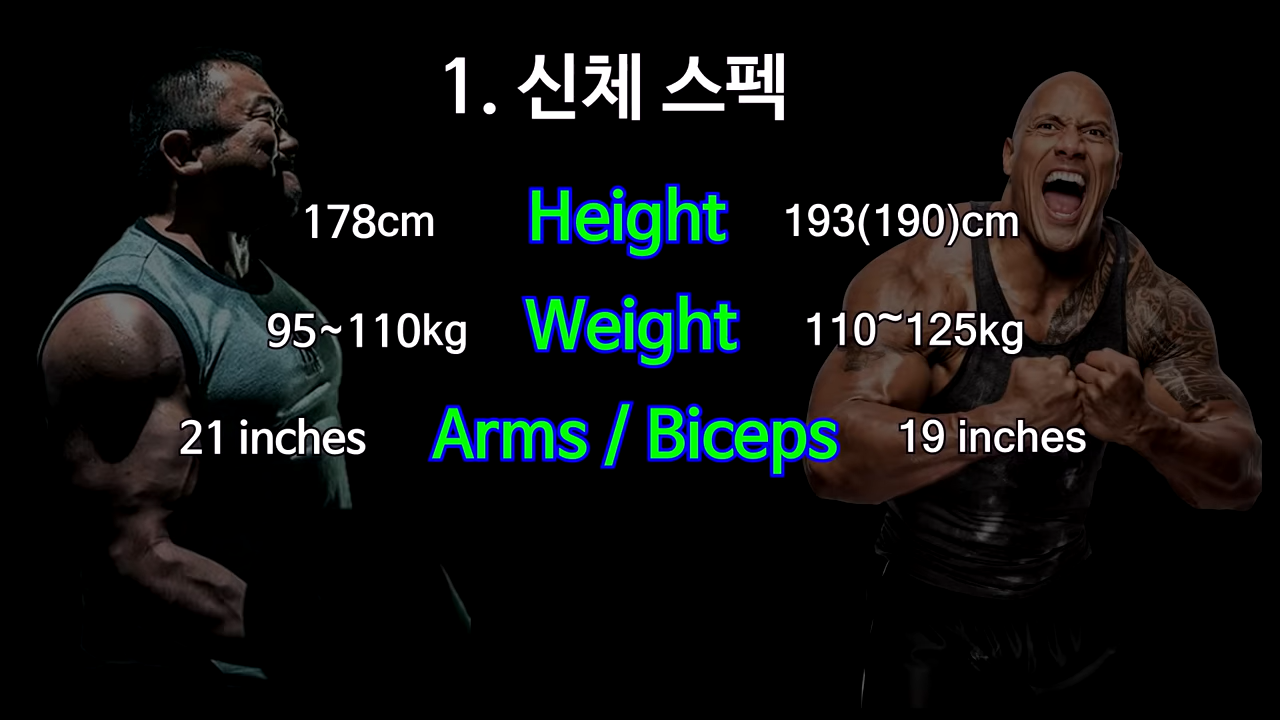 1. 신체 스펙
178cm Height 193(190)cm
95~110kg Weight 110~125kg
21 inches Arms / Biceps 19 inches